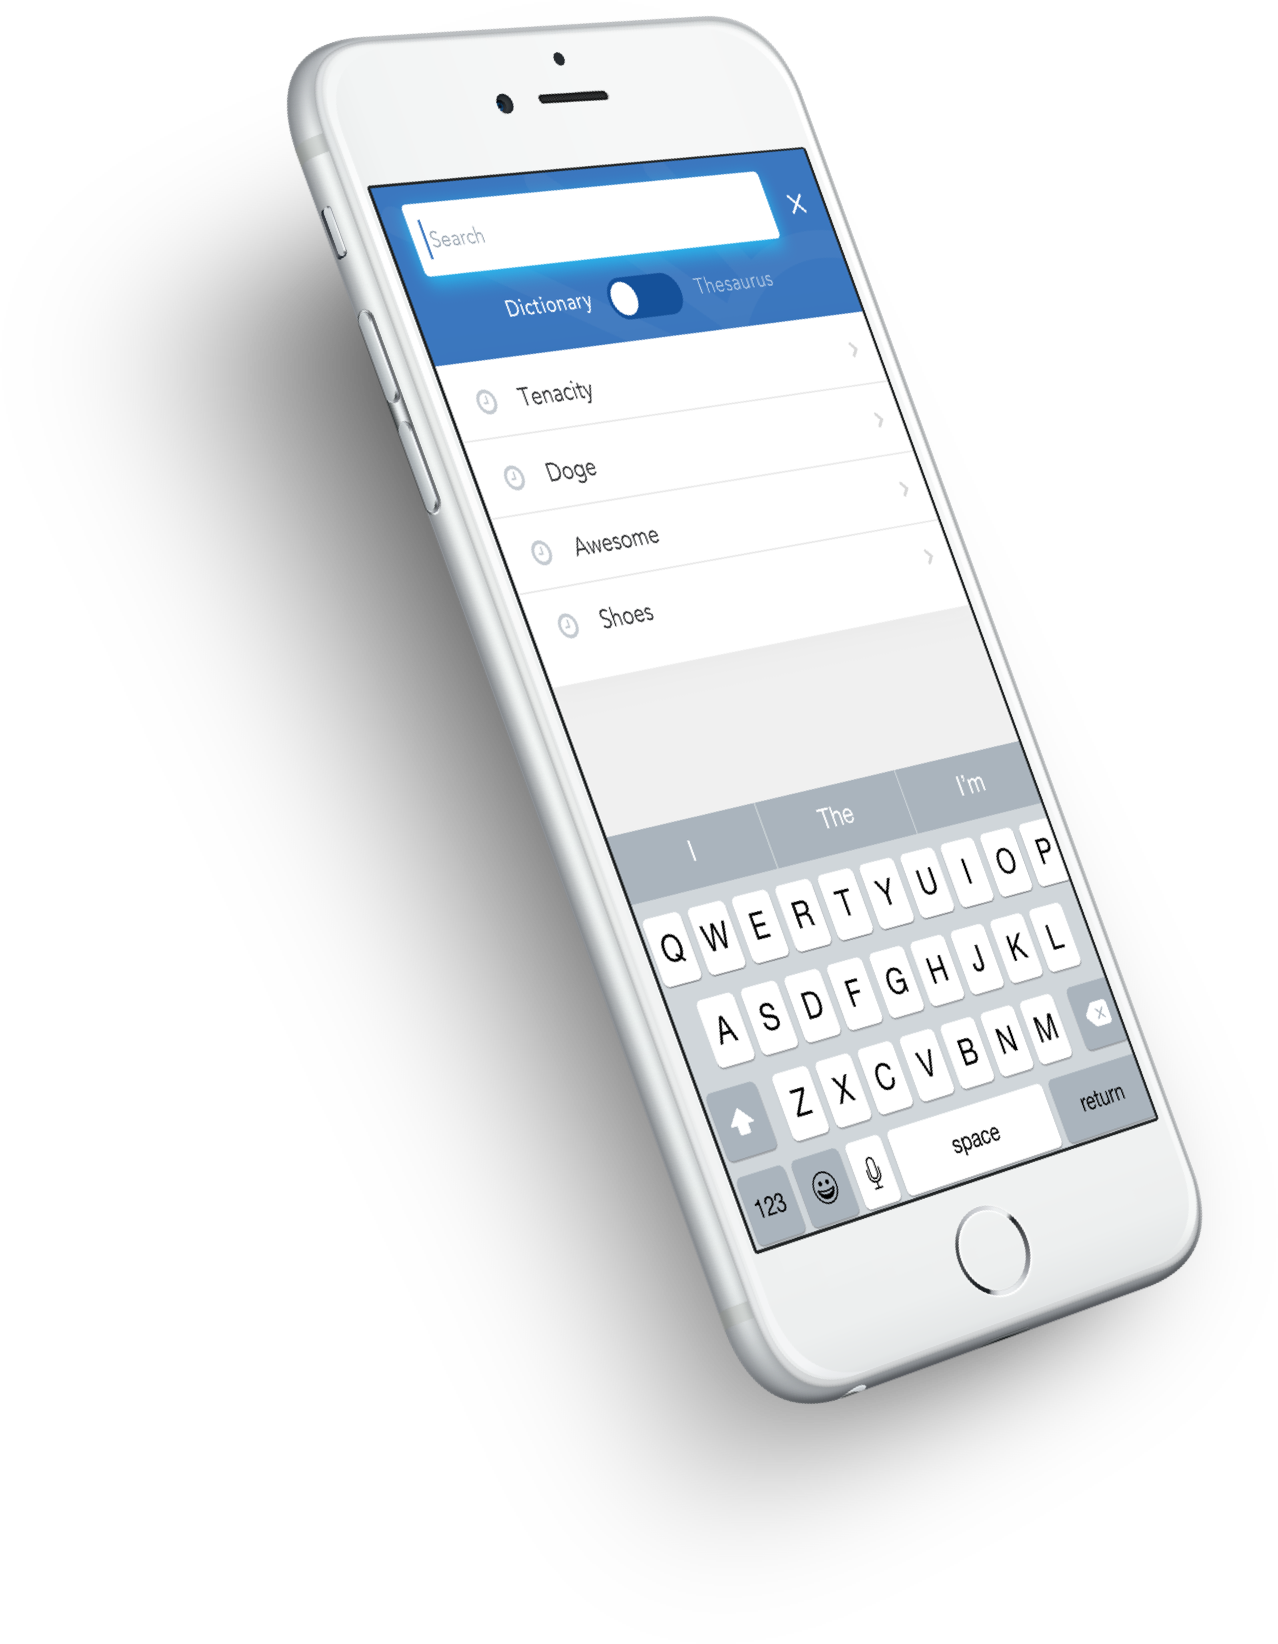 Search
Dictionary Thesaurus
Tenacity
Doge
Awesome
Shoes
I The I'm
Q W E R T Y U I O P
A S D F G H J K L
Z X C V B N M
123 space return